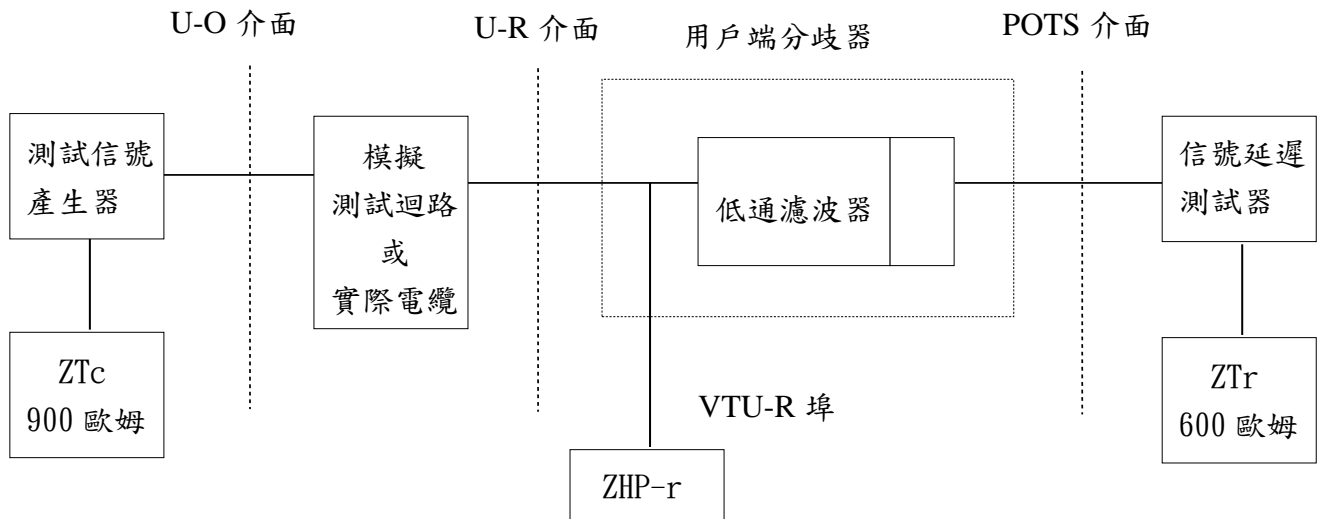 U-O 介面
U-R 介面
用戶端分歧器
POTS 介面
測試信號
產生器
模擬
測試迴路
或
實際電纜
低通濾波器
信號延遲
測試器
ZTc
900 歐姆
VTU-R 埠
ZHP-r
ZTr
600 歐姆